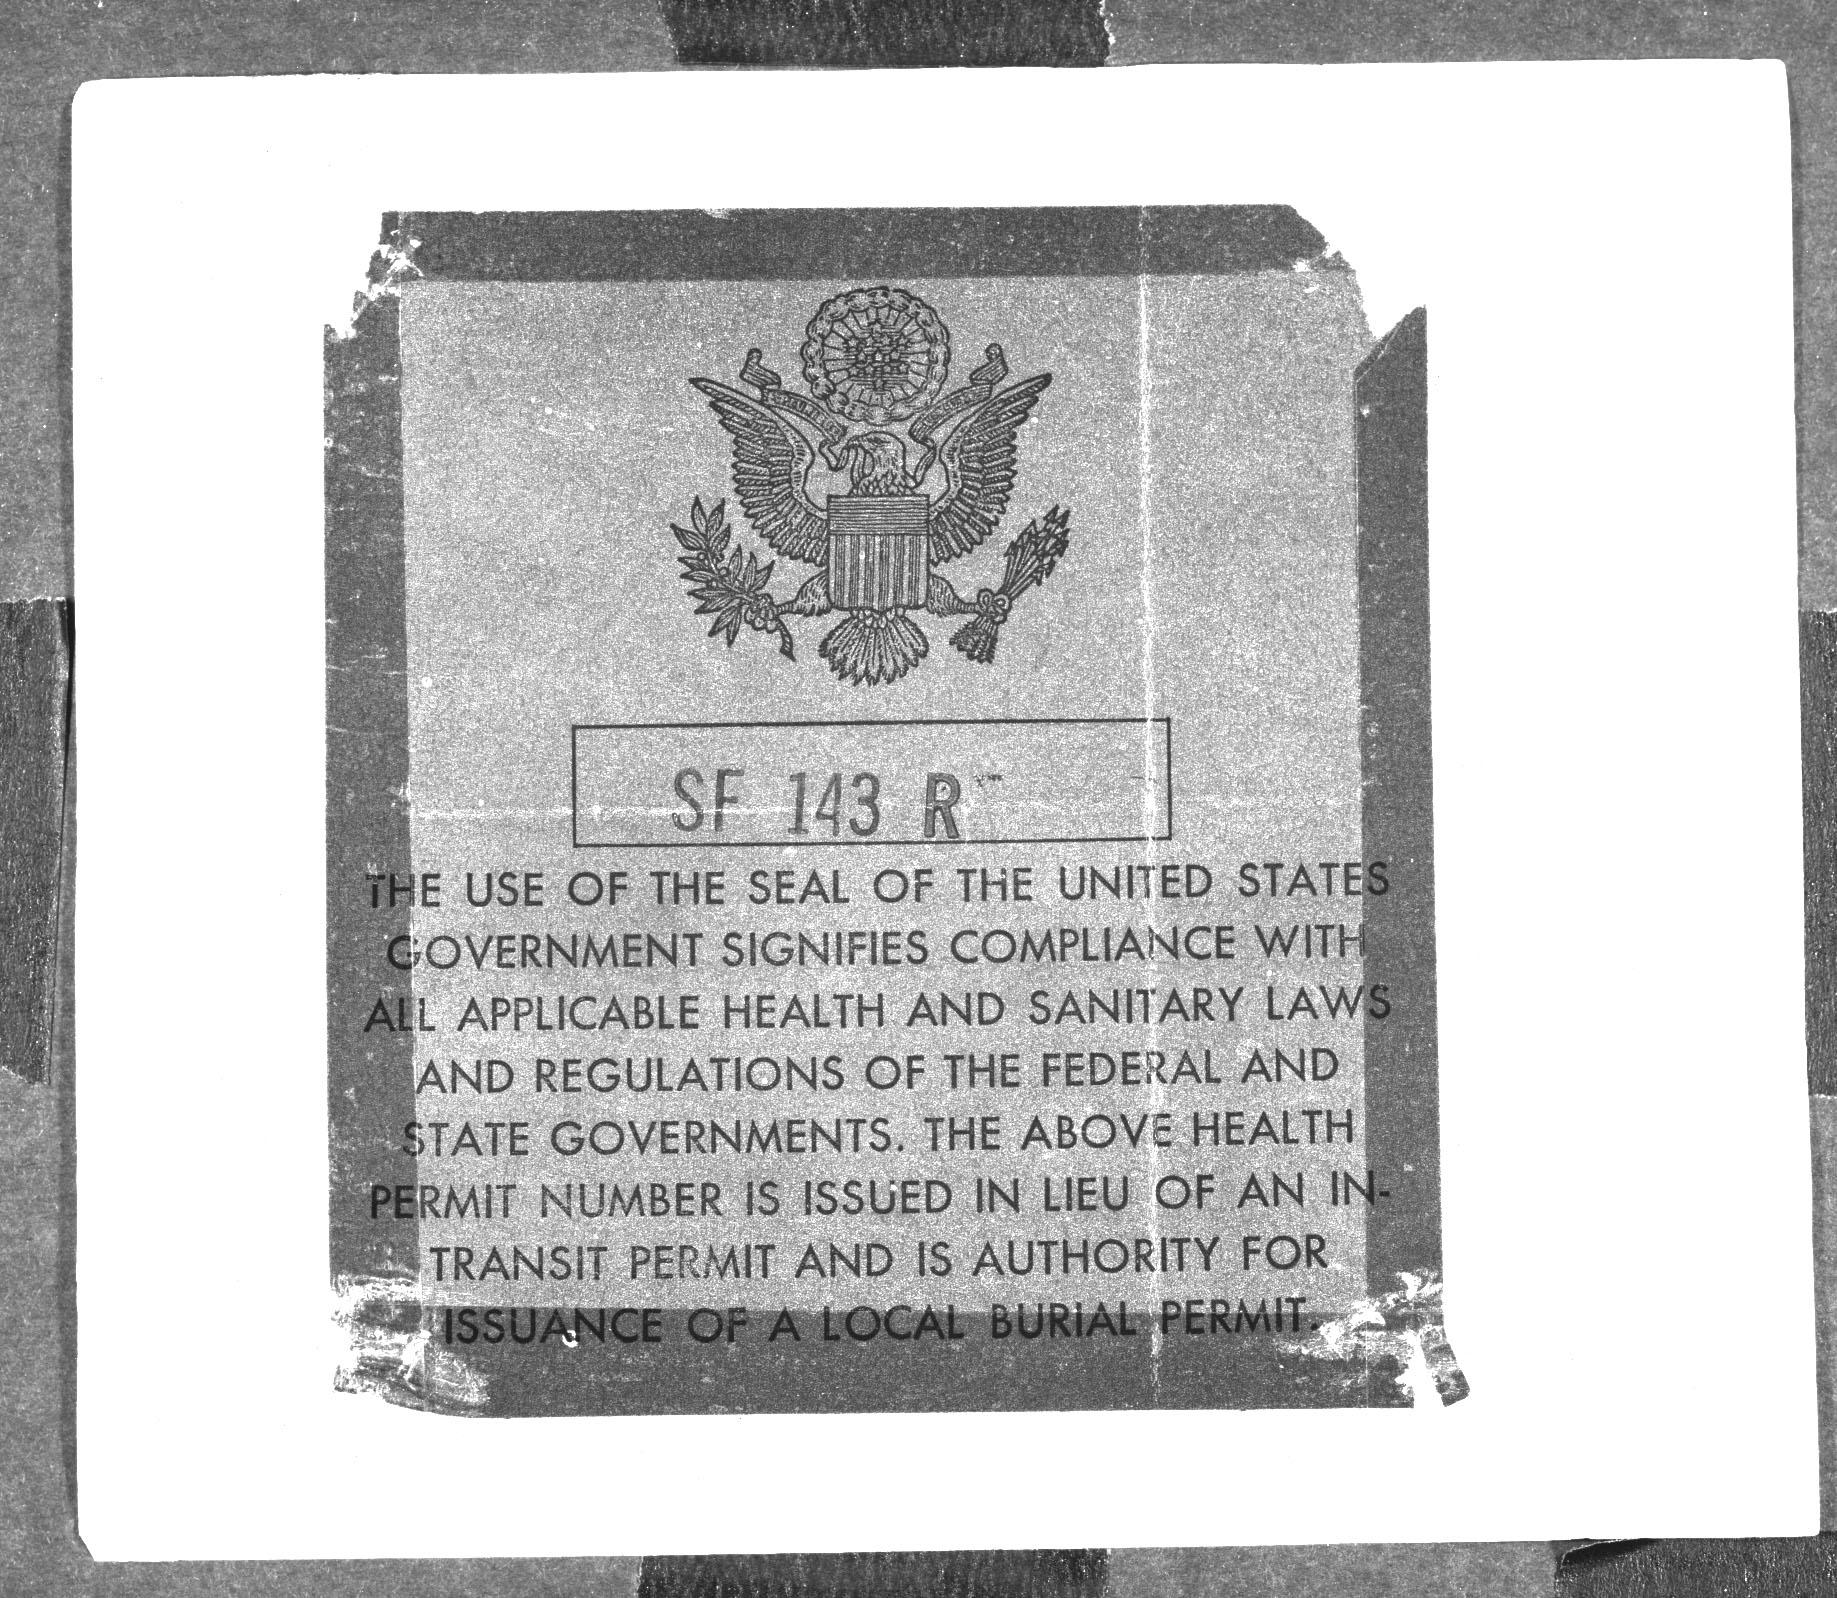 SF 143 R
THE USE OF THE SEAL OF THE UNITED STATES
GOVERNMENT SIGNIFIES COMPLIANCE WITH
ALL APPLICABLE HEALTH AND SANITARY LAWS
AND REGULATIONS OF THE FEDERAL AND
STATE GOVERNMENTS. THE ABOVE HEALTH
PERMIT NUMBER IS ISSUED IN LIEU OF AN IN-
TRANSIT PERMIT AND IS AUTHORITY FOR
ISSUANCE OF A LOCAL BURIAL PERMIT.